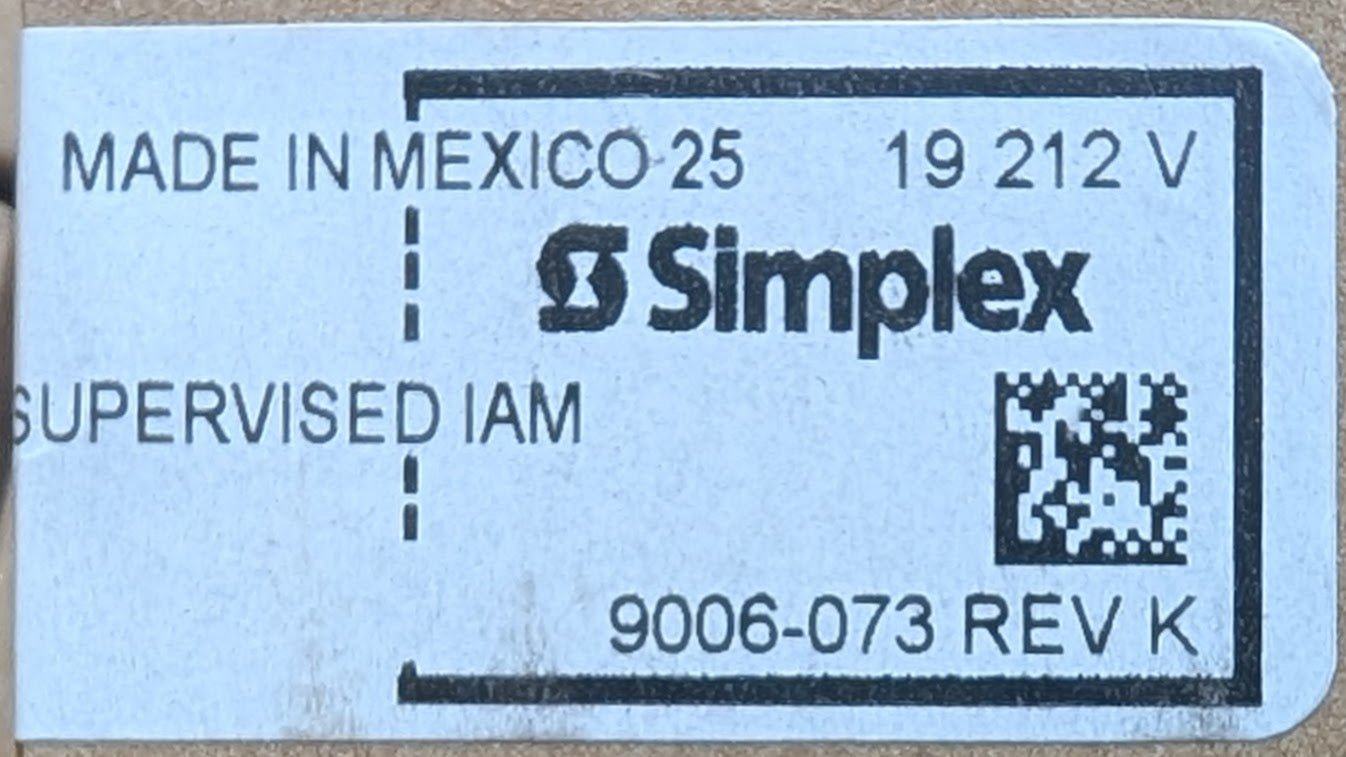 MADE IN MEXICO 25 19 212 V
Simplex
SUPERVISED IAM
9006-073 REV K